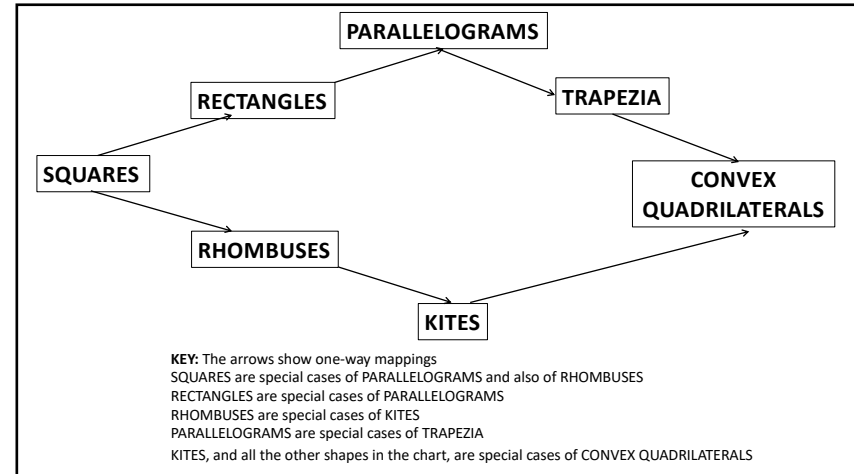 PARALLELOGRAMS
RECTANGLES
TRAPEZIA
SQUARES
CONVEX
QUADRILATERALS
RHOMBUSES
KITES
KEY: The arrows show one-way mappings
SQUARES are special cases of PARALLELOGRAMS and also of RHOMBUSES
RECTANGLES are special cases of PARALLELOGRAMS
RHOMBUSES are special cases of KITES
PARALLELOGRAMS are special cases of TRAPEZIA
KITES, and all the other shapes in the chart, are special cases of CONVEX QUADRILATERALS